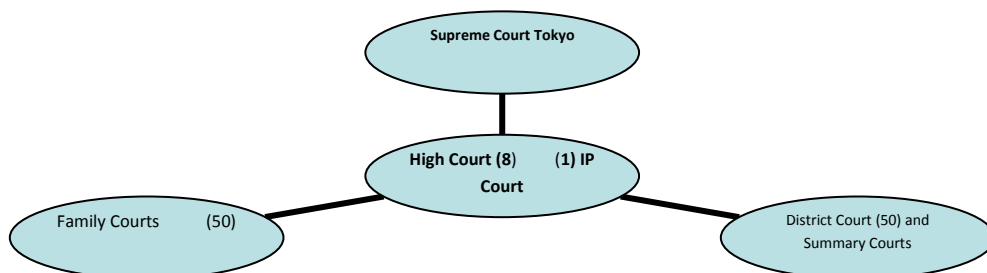 Supreme Court Tokyo
High Court (8) (1) IP
Court
Family Courts (50)
District Court (50) and
Summary Courts